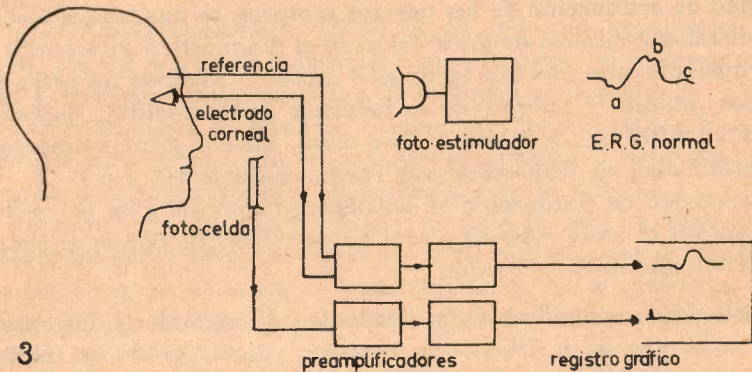 referencia
electrodo
corneal
foto-celda
foto-estimulador
a
b
c
E.R.G. normal
preamplificadores
registro gráfico
3